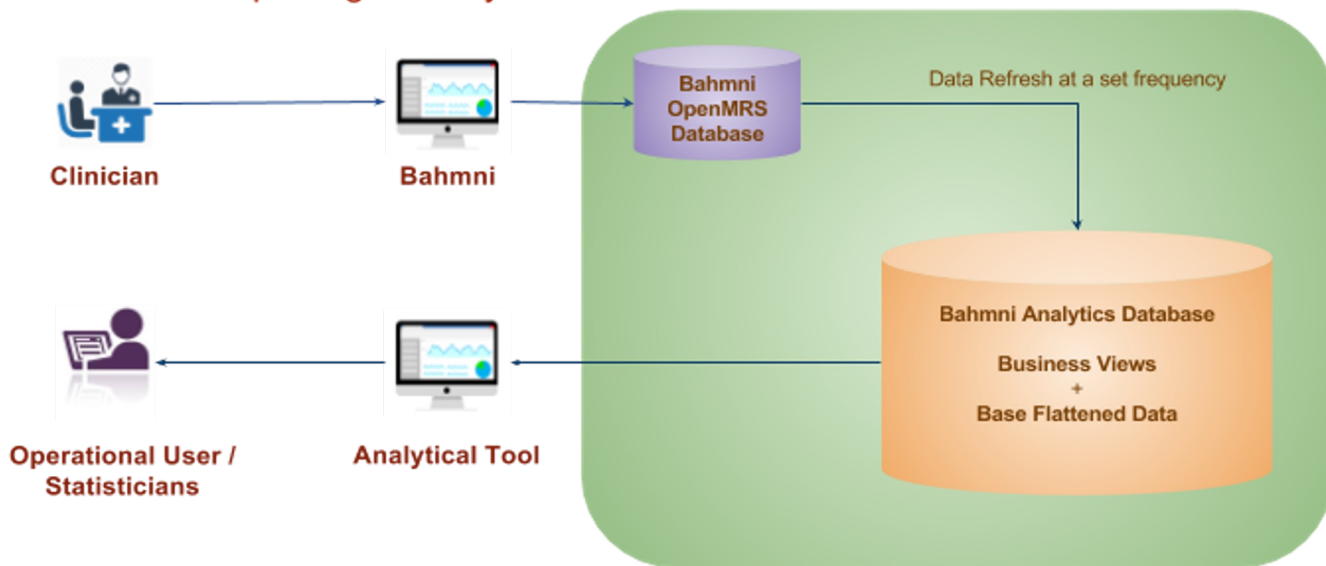 Bahmni
OpenMRS
Database
Data Refresh at a set frequency
Clinician
Bahmni
Bahmni Analytics Database
Business Views
+
Base Flattened Data
Operational User /
Statisticians
Analytical Tool